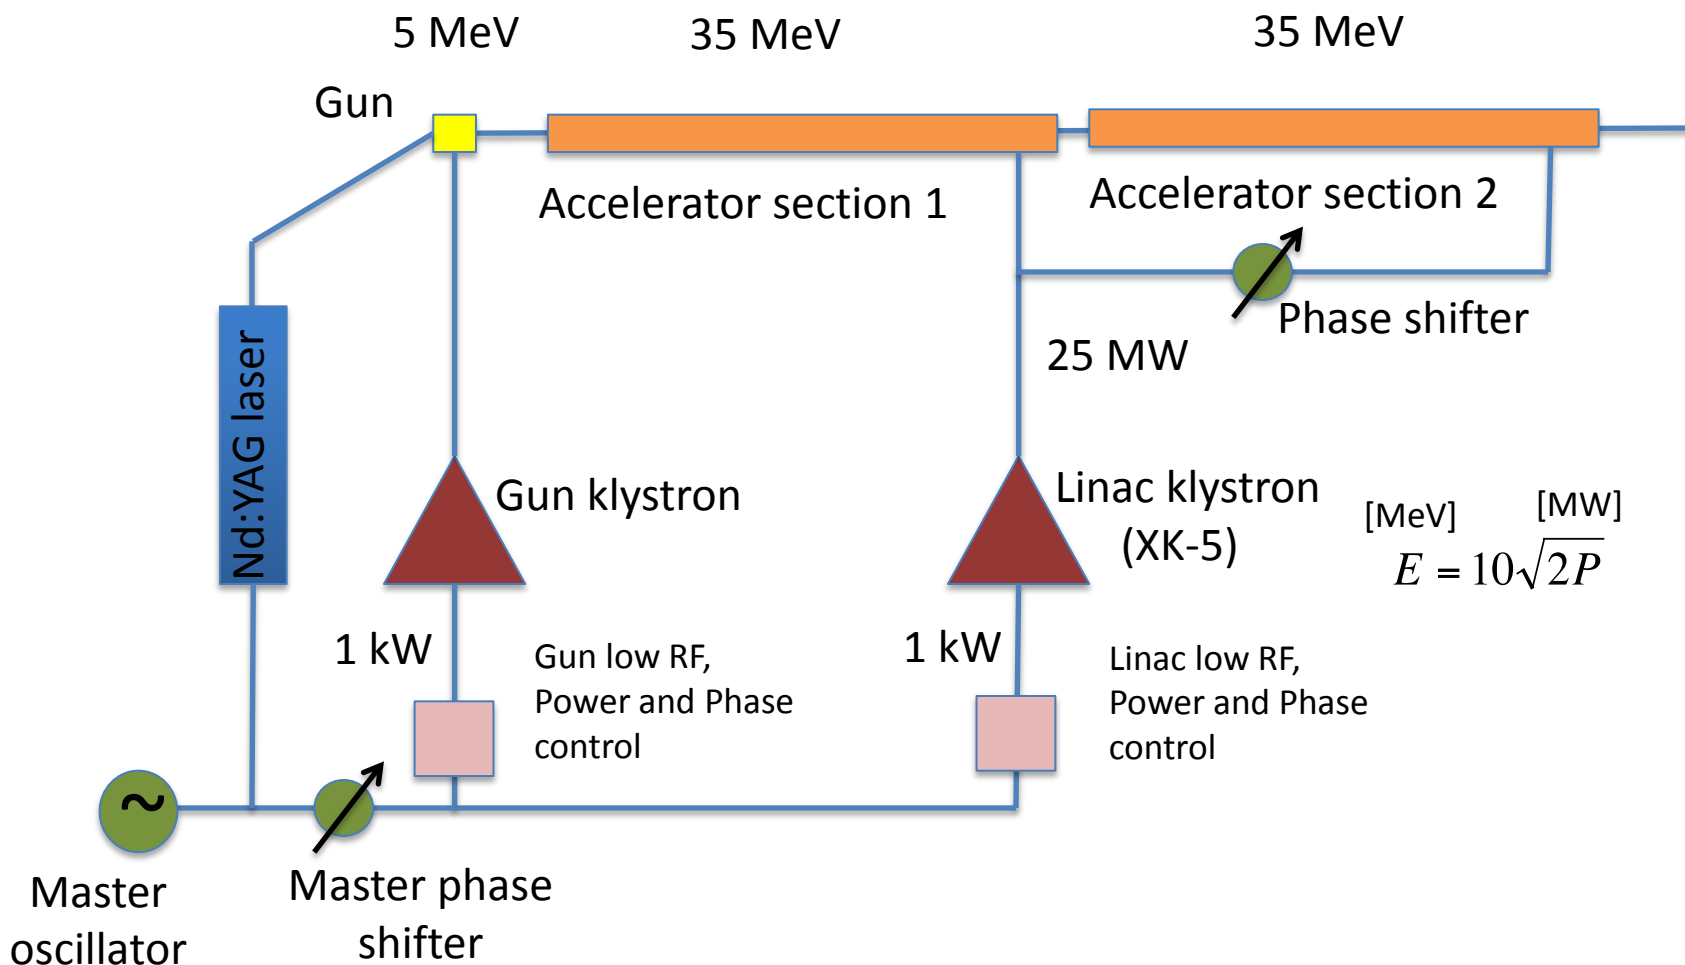 5 MeV
35 MeV
35 MeV
Gun
Accelerator section 1
Accelerator section 2
Phase shifter
25 MW
Nd:YAG laser
Gun klystron
Linac klystron
(XK-5)
[MeV]
[MW]
E = 10√2P
1 kW
Gun low RF,
Power and Phase
control
1 kW
Linac low RF,
Power and Phase
control
~
Master
oscillator
Master phase
shifter